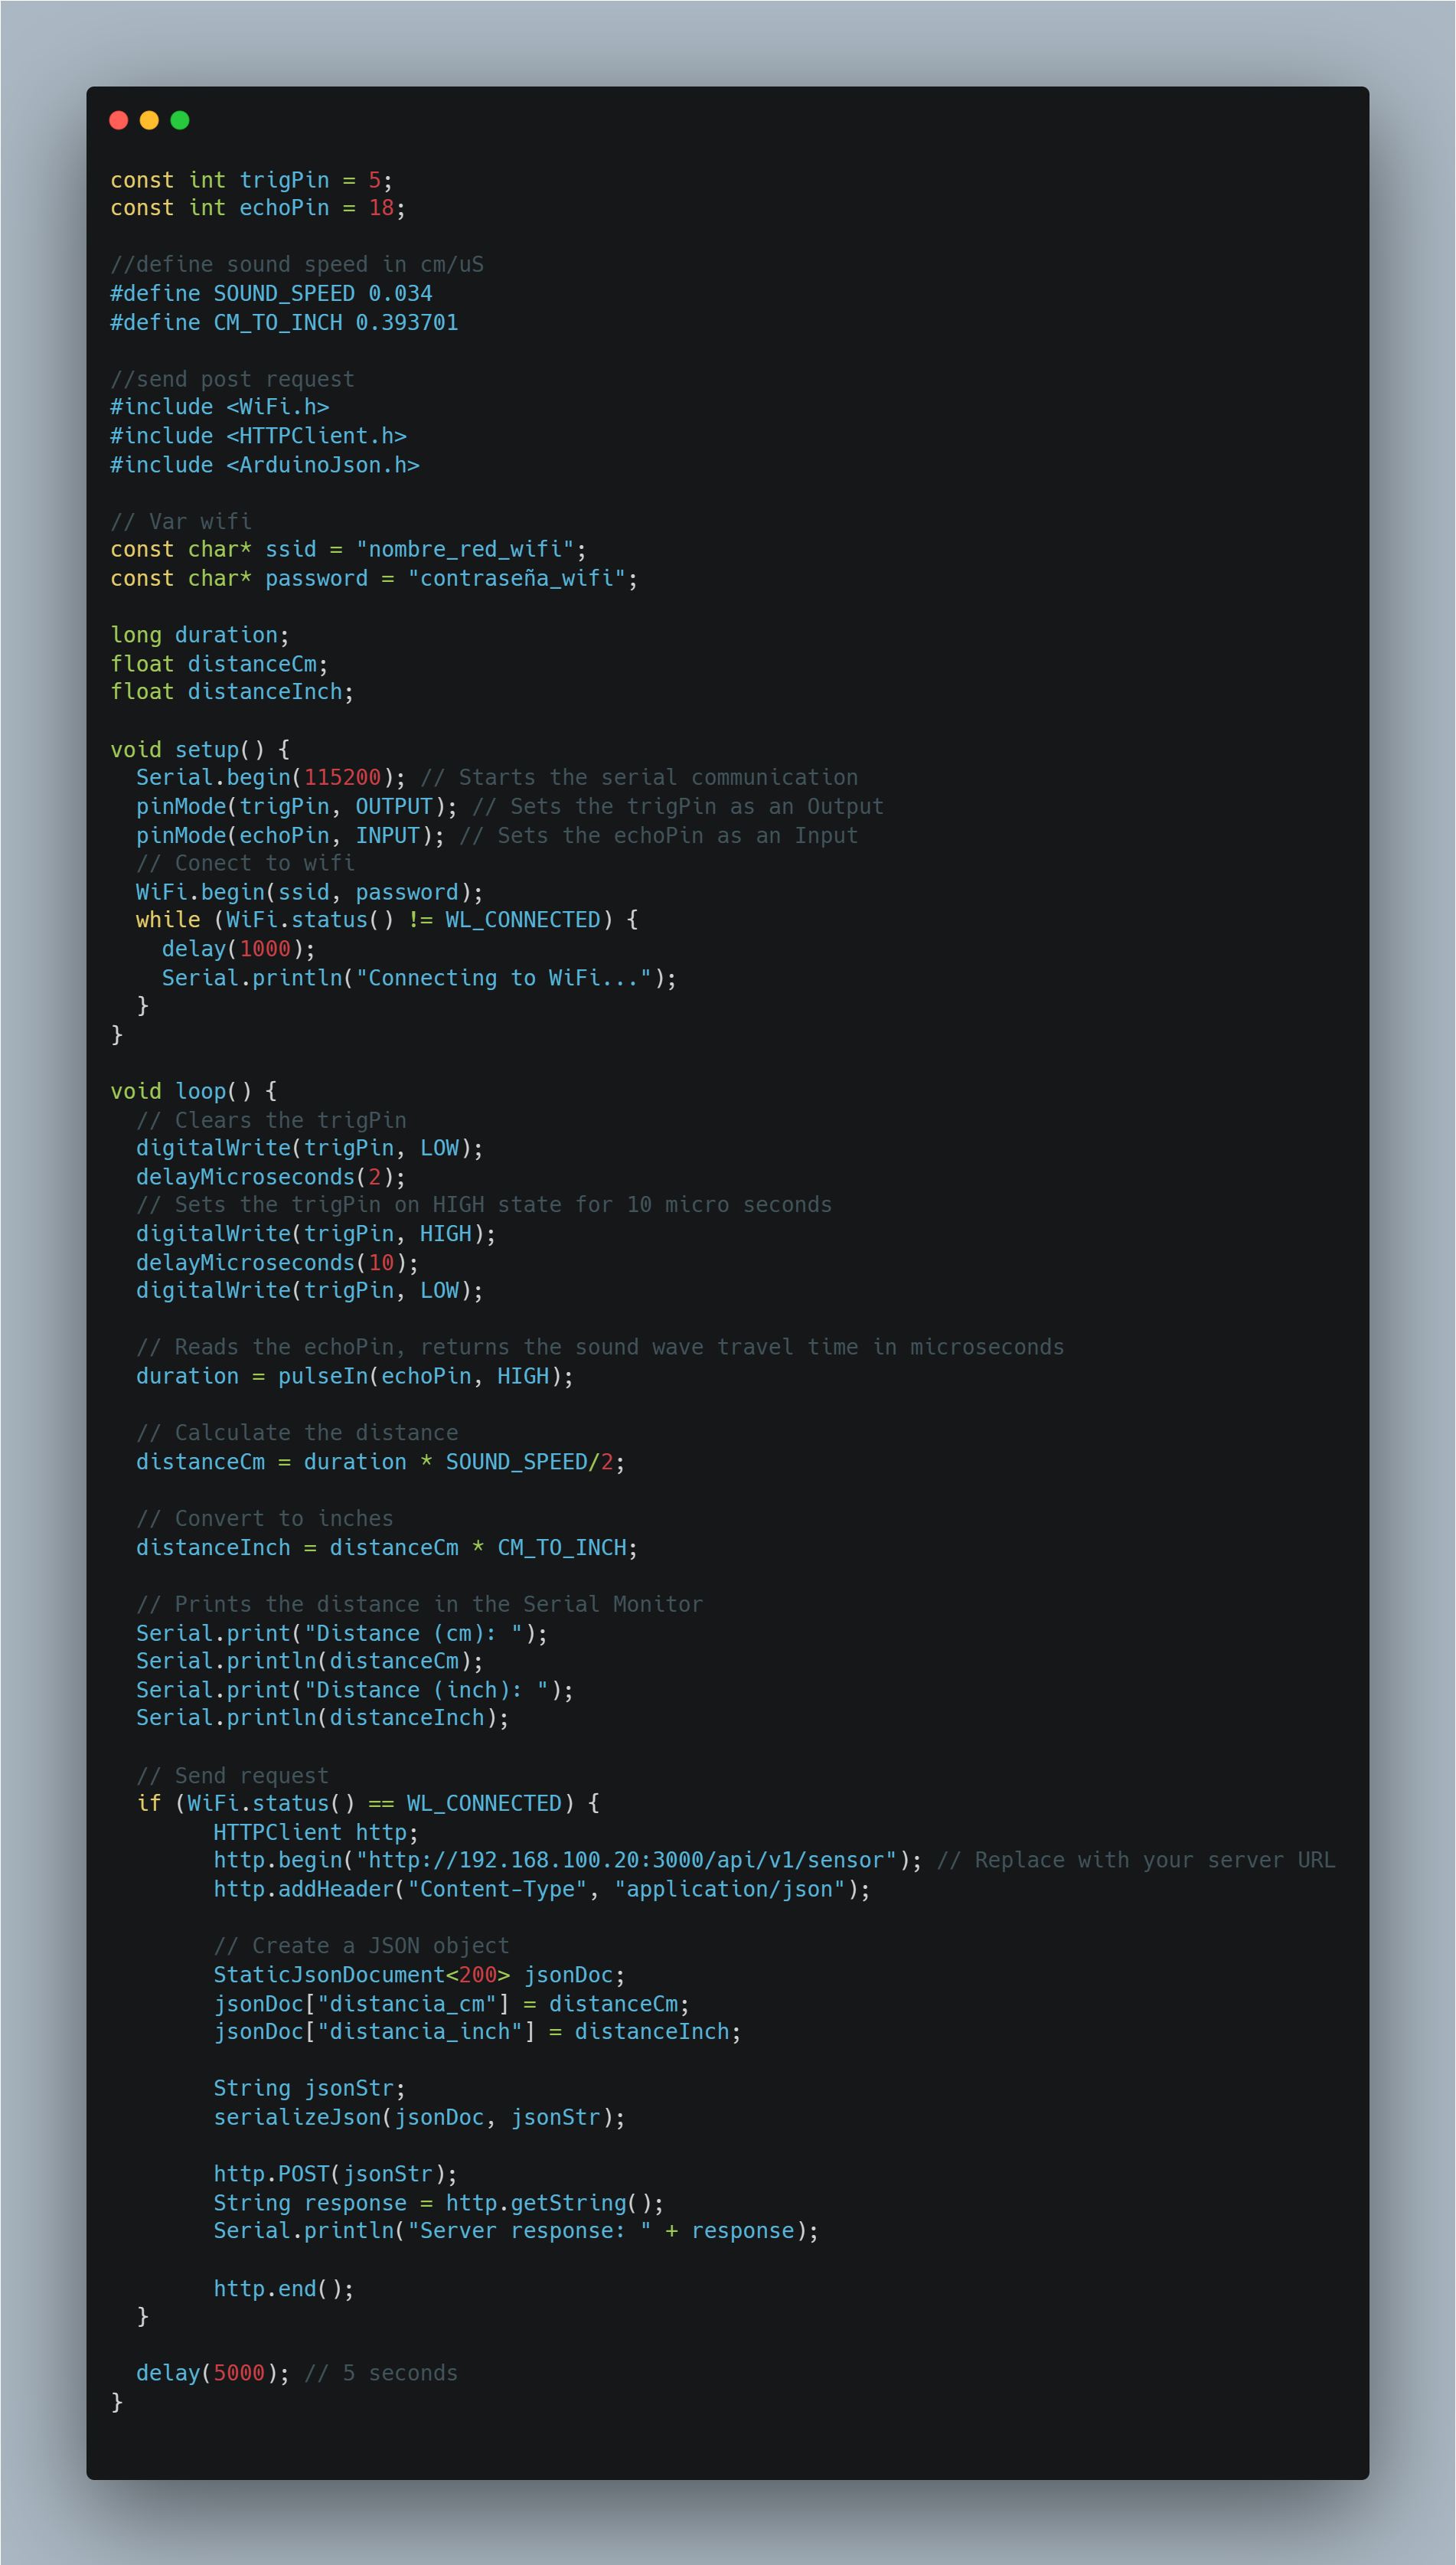 const int trigPin = 5;
const int echoPin = 18;

//define sound speed in cm/uS
#define SOUND_SPEED 0.034
#define CM_TO_INCH 0.393701

//send post request
#include <WiFi.h>
#include <HTTPClient.h>
#include <ArduinoJson.h>

// Var wifi
const char* ssid = "nombre_red_wifi";
const char* password = "contraseña_wifi";

long duration;
float distanceCm;
float distanceInch;

void setup() {
  Serial.begin(115200); // Starts the serial communication
  pinMode(trigPin, OUTPUT); // Sets the trigPin as an Output
  pinMode(echoPin, INPUT); // Sets the echoPin as an Input
  // Conect to wifi
  WiFi.begin(ssid, password);
  while (WiFi.status() != WL_CONNECTED) {
    delay(1000);
    Serial.println("Connecting to WiFi...");
  }
}

void loop() {
  // Clears the trigPin
  digitalWrite(trigPin, LOW);
  delayMicroseconds(2);
  // Sets the trigPin on HIGH state for 10 micro seconds
  digitalWrite(trigPin, HIGH);
  delayMicroseconds(10);
  digitalWrite(trigPin, LOW);

  // Reads the echoPin, returns the sound wave travel time in microseconds
  duration = pulseIn(echoPin, HIGH);

  // Calculate the distance
  distanceCm = duration * SOUND_SPEED/2;

  // Convert to inches
  distanceInch = distanceCm * CM_TO_INCH;

  // Prints the distance in the Serial Monitor
  Serial.print("Distance (cm): ");
  Serial.println(distanceCm);
  Serial.print("Distance (inch): ");
  Serial.println(distanceInch);

  // Send request
  if (WiFi.status() == WL_CONNECTED) {
        HTTPClient http;
        http.begin("http://192.168.100.20:3000/api/v1/sensor"); // Replace with your server URL
        http.addHeader("Content-Type", "application/json");

        // Create a JSON object
        StaticJsonDocument<200> jsonDoc;
        jsonDoc["distancia_cm"] = distanceCm;
        jsonDoc["distancia_inch"] = distanceInch;

        String jsonStr;
        serializeJson(jsonDoc, jsonStr);

        http.POST(jsonStr);
        String response = http.getString();
        Serial.println("Server response: " + response);

        http.end();
  }

  delay(5000); // 5 seconds
}